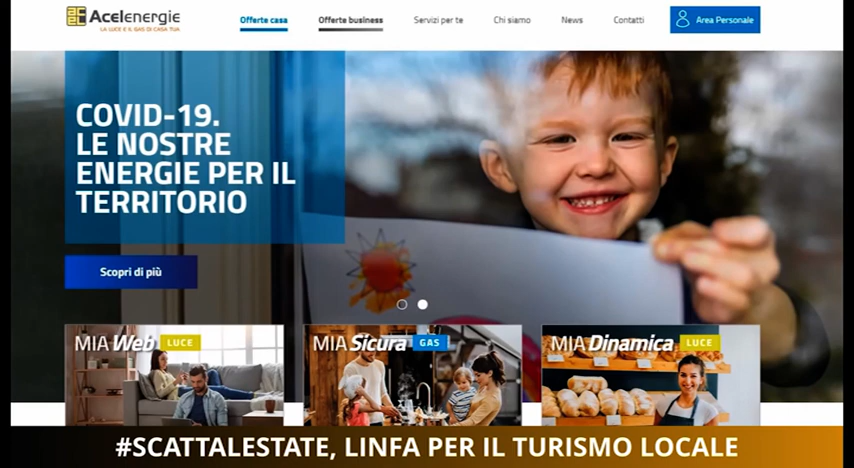 Acelenergie
LA LUCE E IL GAS DI CASA TUA
Offerte casa
Offerte business
Servizi per te
Chi siamo
News
Contatti
Area Personale
COVID-19.
LE NOSTRE
ENERGIE PER IL
TERRITORIO
Scopri di più
MIA Web LUCE
MIA Sicura GAS
MIA Dinamica LUCE
#SCATTALESTATE, LINFA PER IL TURISMO LOCALE